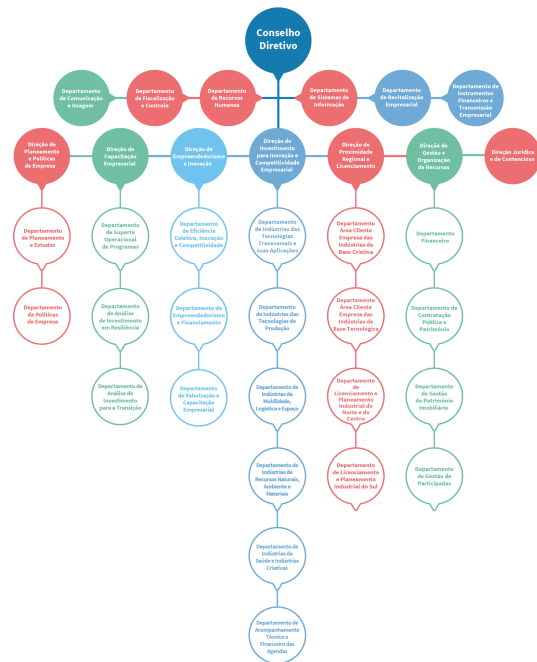 Conselho
Diretivo
Departamento
de Comunicação
e Imagem
Departamento
de Fiscalização
e Controlo
Departamento
de Recursos
Humanos
Departamento
de Sistemas de
Informação
Departamento
de Revitalização
Empresarial
Departamento de
Instrumentos
Financeiros e
Transmissão
Empresarial
Direção de
Planeamento
e Políticas
de Empresa
Direção de
Capacitação
Empresarial
Direção de
Empreendedorismo
e Inovação
Direção de
Investimento
para Inovação e
Competitividade
Empresarial
Direção de
Proximidade
Regional e
Licenciamento
Direção de
Gestão e
Organização
de Recursos
Direção Jurídica
e de Contencioso
Departamento
de Planeamento
e Estudos
Departamento
de Suporte
Operacional
de Programas
Departamento
de Eficiência
Coletiva, Inovação
e Competitividade
Departamento
de Indústrias das
Tecnologias
Transversais e
suas Aplicações
Departamento
Área Cliente
Empresa das
Indústrias de
Base Criativa
Departamento
Financeiro
Departamento
de Políticas
de Empresa
Departamento
de Análise
de Investimento
em Resiliência
Departamento de
Empreendedorismo
e Financiamento
Departamento
de Indústrias das
Tecnologias de
Produção
Departamento
Área Cliente
Empresa das
Indústrias de
Base Tecnológica
Departamento de
Contratação
Pública e
Património
Departamento de
Análise de
Investimento
para a Transição
Departamento
de Valorização e
Capacitação
Empresarial
Departamento
de Indústrias da
Mobilidade,
Logística e Espaço
Departamento
de
Licenciamento e
Planeamento
Industrial do
Norte e do
Centro
Departamento
de Gestão
do Património
Imobiliário
Departamento de
Indústrias de
Recursos Naturais,
Ambiente e
Materiais
Departamento
de Licenciamento
e Planeamento
Industrial do Sul
Departamento
de Gestão de
Participadas
Departamento de
Indústrias da
Saúde e Indústrias
Criativas
Departamento de
Acompanhamento
Técnico e
Financeiro das
Agendas